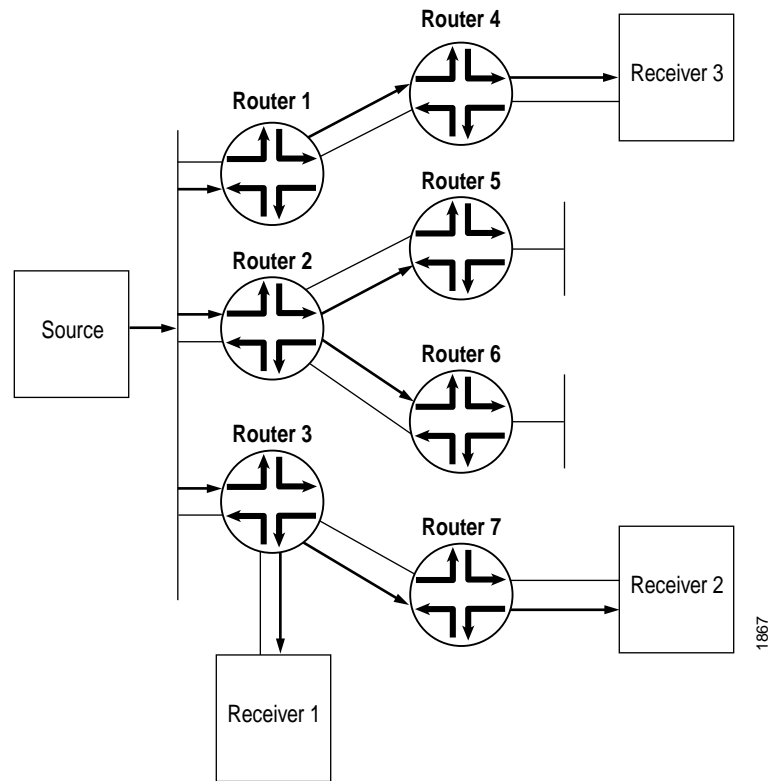 Router 4
Receiver 3
Router 1
Router 5
Router 2
Source
Router 6
Router 3
Router 7
Receiver 2
Receiver 1
1867